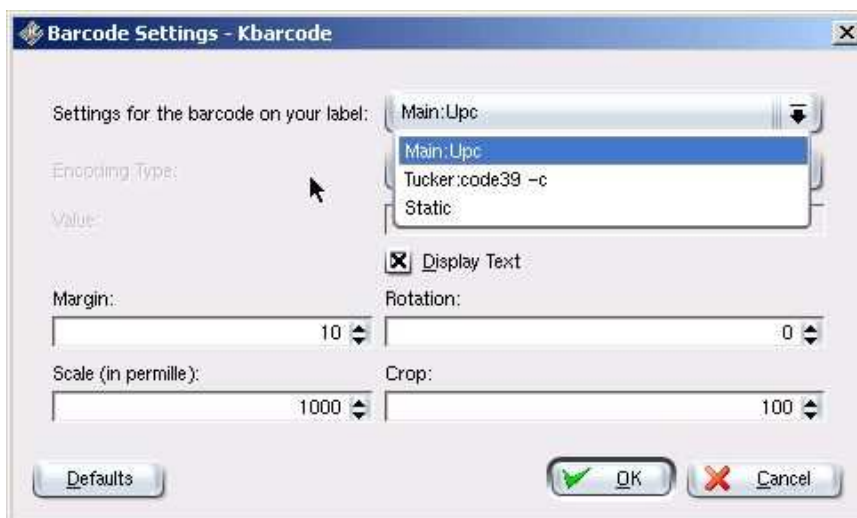 Barcode Settings - Kbarcode
Settings for the barcode on your label:
Main:Upc
Main:Upc
Tucker:code39 -c
Static
Encoding Type:
Value:
Display Text
Margin:
Rotation:
10
0
Scale (in permille):
Crop:
1000
100
Defaults
OK
Cancel